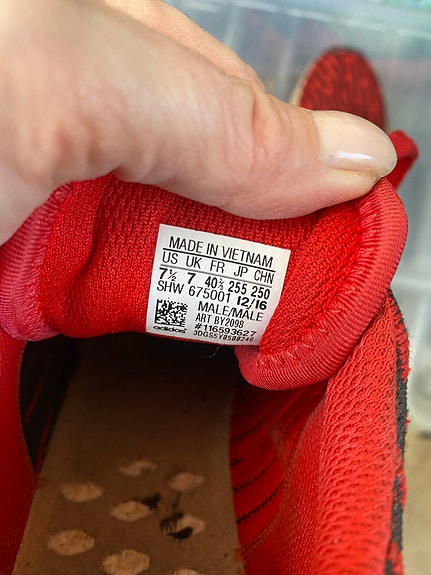 MADE IN VIETNAM
US UK FR JP CHN
7½ 7 40⅔ 255 250
SHW 675001 12/16
MALE/MÂLE
ART BY2098
#116593627
adidas